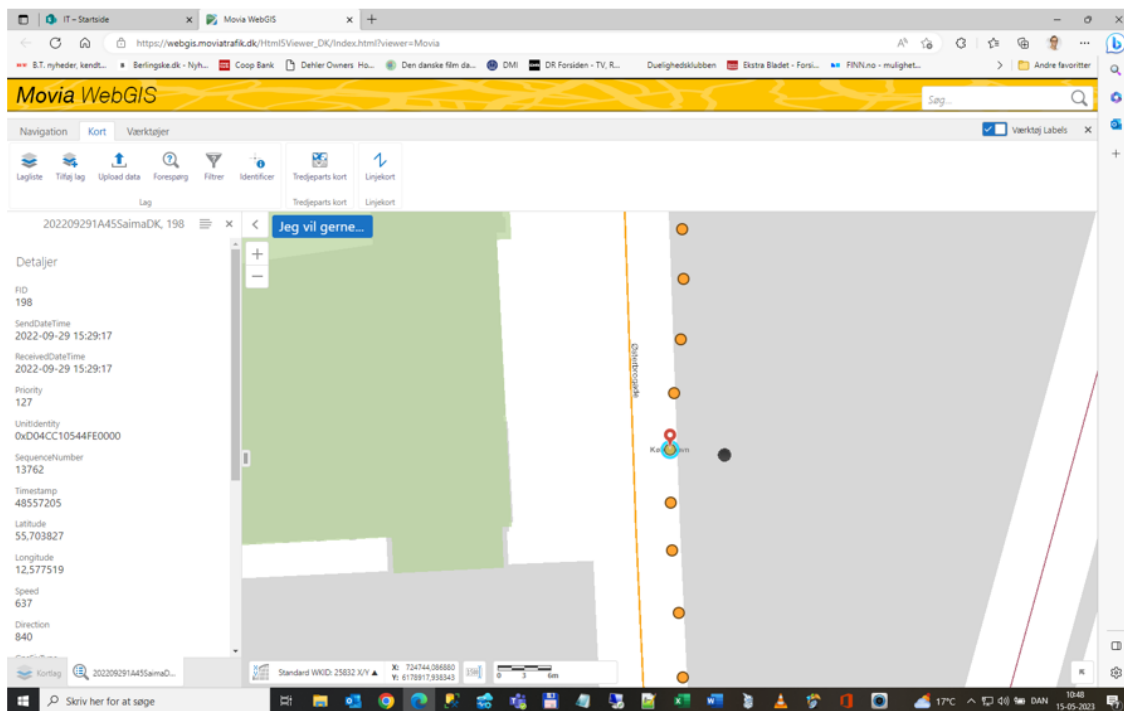 IT – Startside
Movia WebGIS
https://webgis.moviatrafik.dk/Html5Viewer_DK/Index.html?viewer=Movia
B.T. nyheder, kendt...
Berlingske.dk - Nyh...
Coop Bank
Dehler Owners Ho...
Den danske film da...
DMI
DR Forsiden - TV, R...
Duelighedsklubben
Ekstra Bladet - Forsi...
FINN.no - mulighet...
Andre favoritter
Movia WebGIS
Søg...
Navigation
Kort
Værktøjer
Værktøj Labels
Lagliste
Tilføj lag
Upload data
Forespørg
Filtrer
Identificer
Tredjeparts kort
Linjekort
Lag
Tredjeparts kort
Linjekort
202209291A45SaimaDK, 198
Jeg vil gerne...
Detaljer
FID
198
SendDateTime
2022-09-29 15:29:17
ReceivedDateTime
2022-09-29 15:29:17
Priority
127
UnitIdentity
0xD04CC10544FE0000
SequenceNumber
13762
Timestamp
48557205
Latitude
55,703827
Longitude
12,577519
Speed
637
Direction
840
Østerbrogade
Kortlag
202209291A45SaimaD...
Standard WKID: 25832 X/Y
X: 724744,086880
Y: 6178917,938343
0 3 6m
Skriv her for at søge
17°C
DAN
10:48
15-05-2023